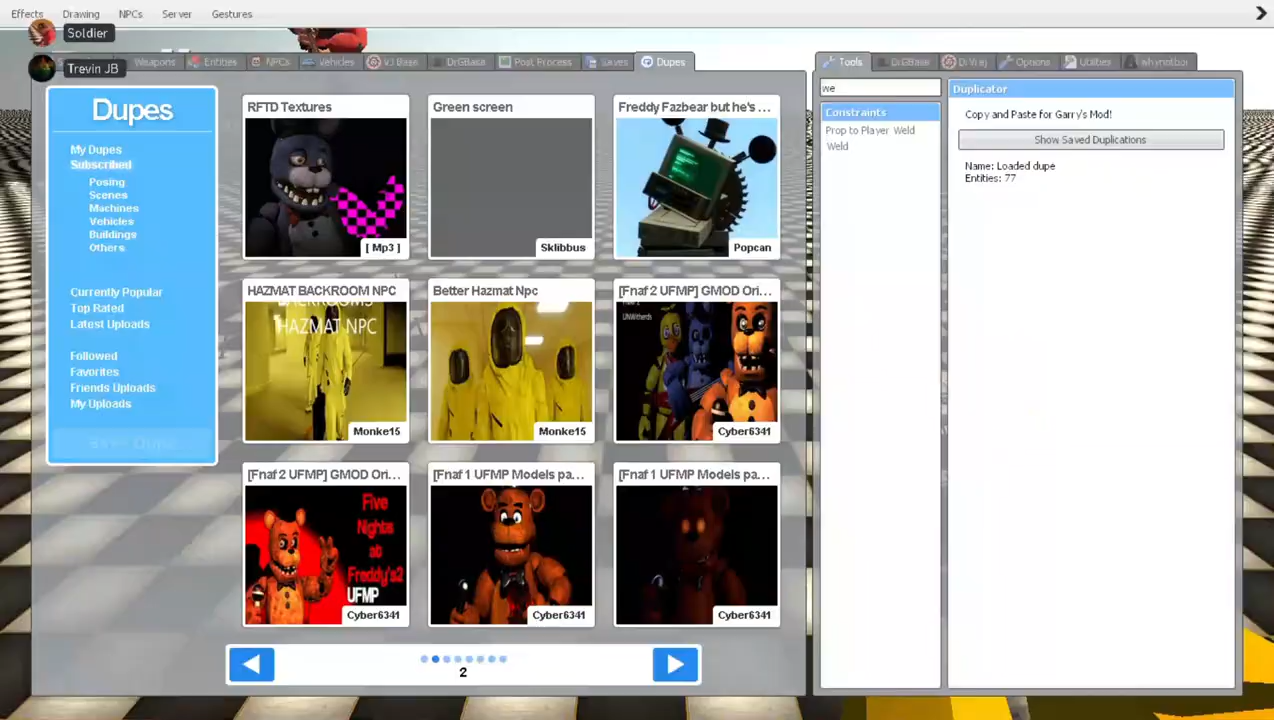 Effects Drawing NPCs Server Gestures
Soldier
Trevin JB
Weapons Entities NPCs Vehicles VJ Base DrGBase Post Process Saves Dupes
Tools DrGBase Options Utilities whynotboi
Dupes
My Dupes
Subscribed
Posing
Scenes
Machines
Vehicles
Buildings
Others
Currently Popular
Top Rated
Latest Uploads
Followed
Favorites
Friends Uploads
My Uploads
Save Dupe
RFTD Textures
[ Mp3 ]
Green screen
Sklibbus
Freddy Fazbear but he's ...
Popcan
HAZMAT BACKROOM NPC
BACKROOMS
HAZMAT NPC
Monke15
Better Hazmat Npc
Monke15
[Fnaf 2 UFMP] GMOD Ori...
UNWitherds
Cyber6341
[Fnaf 2 UFMP] GMOD Ori...
Five
Nights
at
Freddy's2
UFMP
Cyber6341
[Fnaf 1 UFMP Models pa...
Cyber6341
[Fnaf 1 UFMP Models pa...
Cyber6341
2
we
Constraints
Prop to Player Weld
Weld
Duplicator
Copy and Paste for Garry's Mod!
Show Saved Duplications
Name: Loaded dupe
Entities: 77